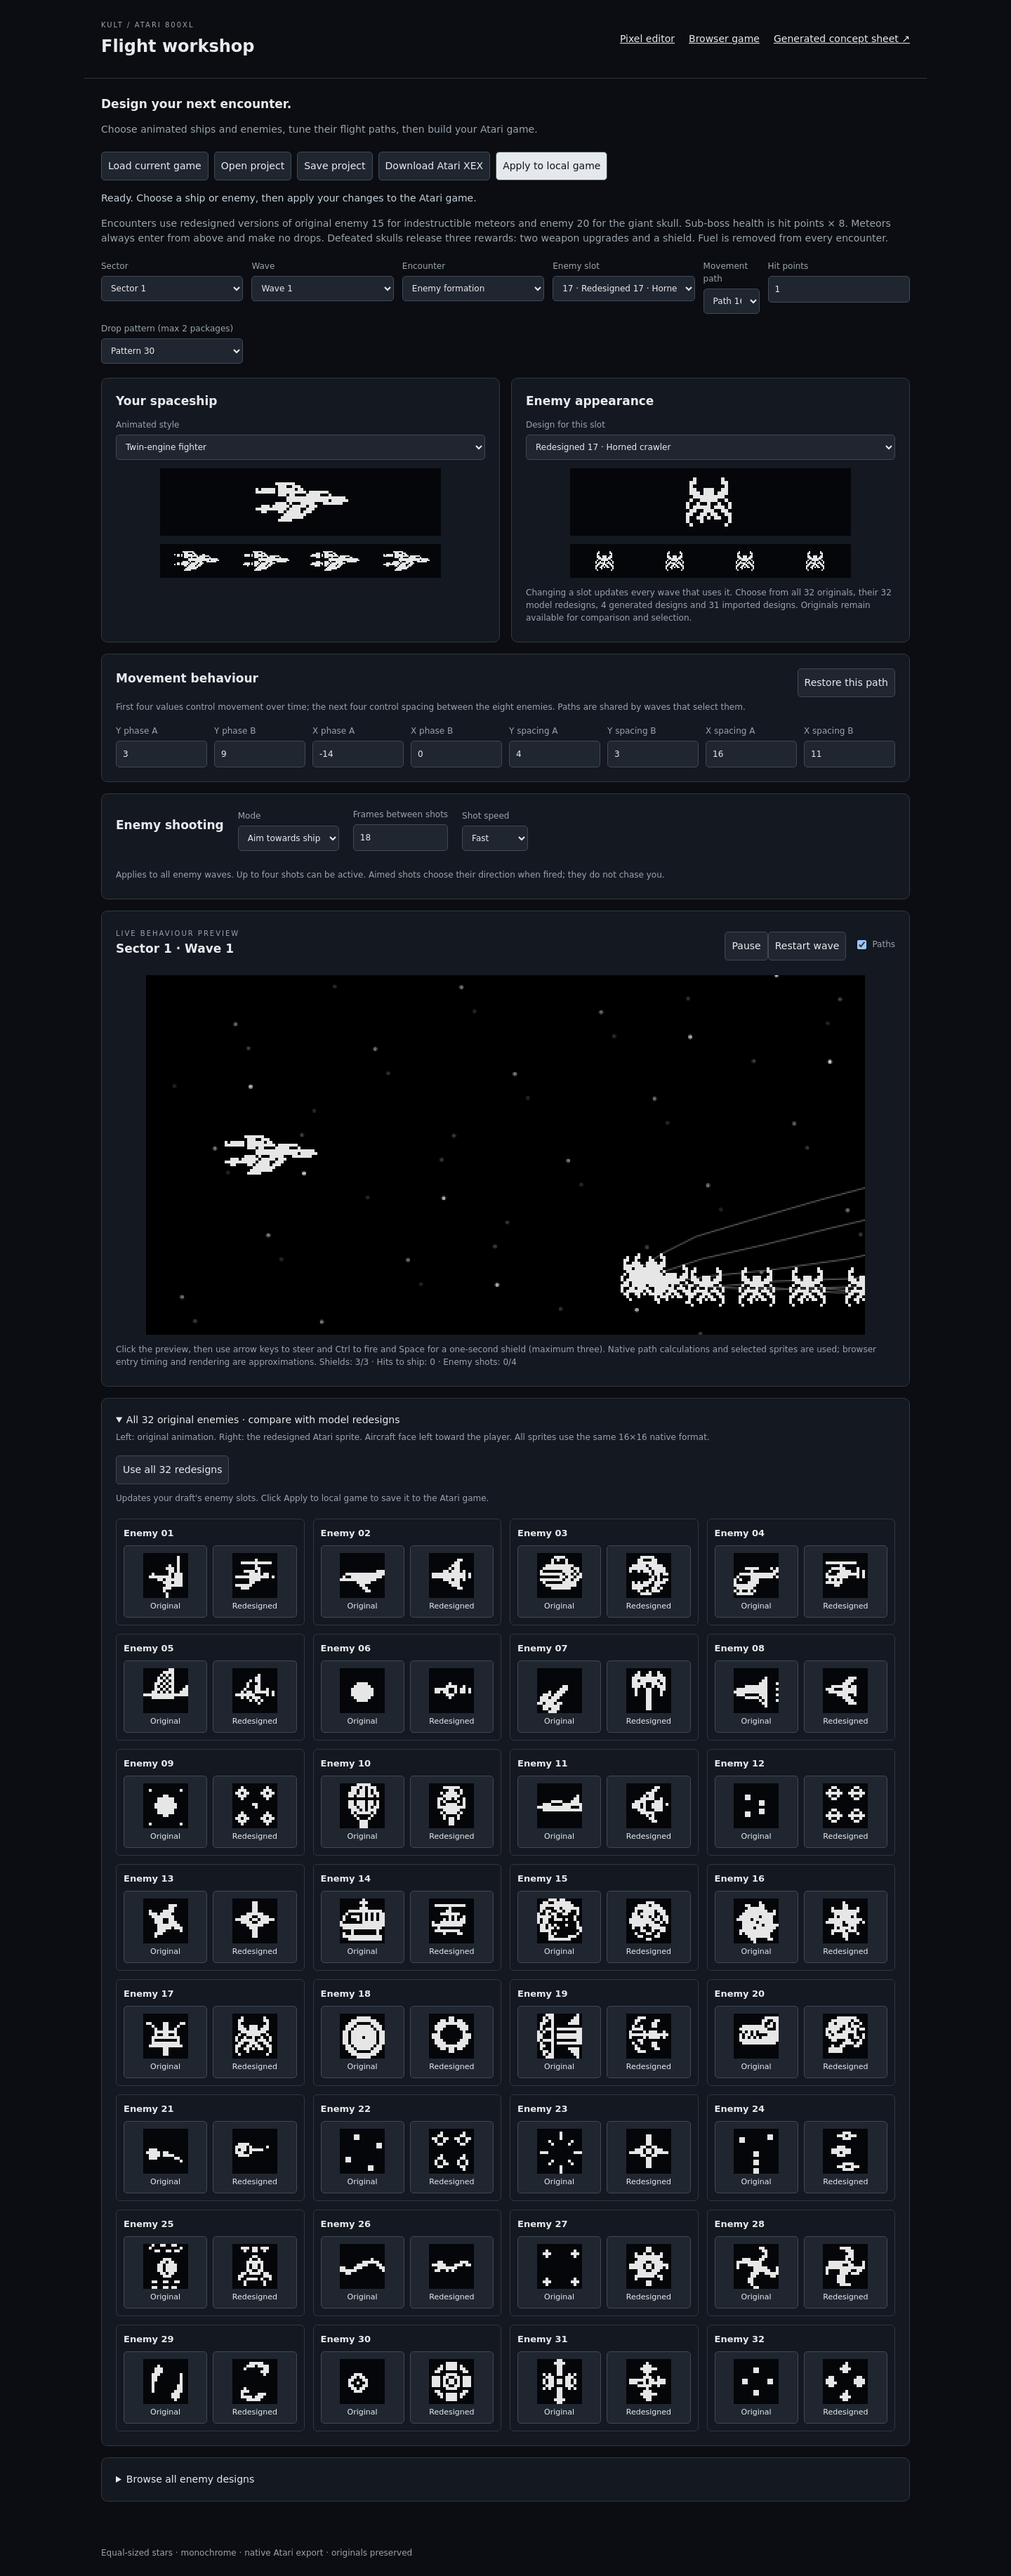 KULT / ATARI 800XL
Flight workshop
Pixel editor
Browser game
Generated concept sheet ↗
Design your next encounter.
Choose animated ships and enemies, tune their flight paths, then build your Atari game.
Load current game
Open project
Save project
Download Atari XEX
Apply to local game
Ready. Choose a ship or enemy, then apply your changes to the Atari game.
Encounters use redesigned versions of original enemy 15 for indestructible meteors and enemy 20 for the giant skull. Sub-boss health is hit points × 8. Meteors
always enter from above and make no drops. Defeated skulls release three rewards: two weapon upgrades and a shield. Fuel is removed from every encounter.
Sector
Wave
Encounter
Enemy slot
Movement
path
Hit points
Sector 1
Wave 1
Enemy formation
17 · Redesigned 17 · Horne
Path 16
1
Drop pattern (max 2 packages)
Pattern 30
Your spaceship
Animated style
Twin-engine fighter
Enemy appearance
Design for this slot
Redesigned 17 · Horned crawler
Changing a slot updates every wave that uses it. Choose from all 32 originals, their 32
model redesigns, 4 generated designs and 31 imported designs. Originals remain
available for comparison and selection.
Movement behaviour
Restore this path
First four values control movement over time; the next four control spacing between the eight enemies. Paths are shared by waves that select them.
Y phase A
Y phase B
X phase A
X phase B
Y spacing A
Y spacing B
X spacing A
X spacing B
3
9
-14
0
4
3
16
11
Enemy shooting
Mode
Frames between shots
Shot speed
Aim towards ship
18
Fast
Applies to all enemy waves. Up to four shots can be active. Aimed shots choose their direction when fired; they do not chase you.
LIVE BEHAVIOUR PREVIEW
Sector 1 · Wave 1
Pause
Restart wave
Paths
Click the preview, then use arrow keys to steer and Ctrl to fire and Space for a one-second shield (maximum three). Native path calculations and selected sprites are used; browser
entry timing and rendering are approximations. Shields: 3/3 · Hits to ship: 0 · Enemy shots: 0/4
▼ All 32 original enemies · compare with model redesigns
Left: original animation. Right: the redesigned Atari sprite. Aircraft face left toward the player. All sprites use the same 16×16 native format.
Use all 32 redesigns
Updates your draft's enemy slots. Click Apply to local game to save it to the Atari game.
Enemy 01
Original
Redesigned
Enemy 02
Original
Redesigned
Enemy 03
Original
Redesigned
Enemy 04
Original
Redesigned
Enemy 05
Original
Redesigned
Enemy 06
Original
Redesigned
Enemy 07
Original
Redesigned
Enemy 08
Original
Redesigned
Enemy 09
Original
Redesigned
Enemy 10
Original
Redesigned
Enemy 11
Original
Redesigned
Enemy 12
Original
Redesigned
Enemy 13
Original
Redesigned
Enemy 14
Original
Redesigned
Enemy 15
Original
Redesigned
Enemy 16
Original
Redesigned
Enemy 17
Original
Redesigned
Enemy 18
Original
Redesigned
Enemy 19
Original
Redesigned
Enemy 20
Original
Redesigned
Enemy 21
Original
Redesigned
Enemy 22
Original
Redesigned
Enemy 23
Original
Redesigned
Enemy 24
Original
Redesigned
Enemy 25
Original
Redesigned
Enemy 26
Original
Redesigned
Enemy 27
Original
Redesigned
Enemy 28
Original
Redesigned
Enemy 29
Original
Redesigned
Enemy 30
Original
Redesigned
Enemy 31
Original
Redesigned
Enemy 32
Original
Redesigned
▶ Browse all enemy designs
Equal-sized stars · monochrome · native Atari export · originals preserved